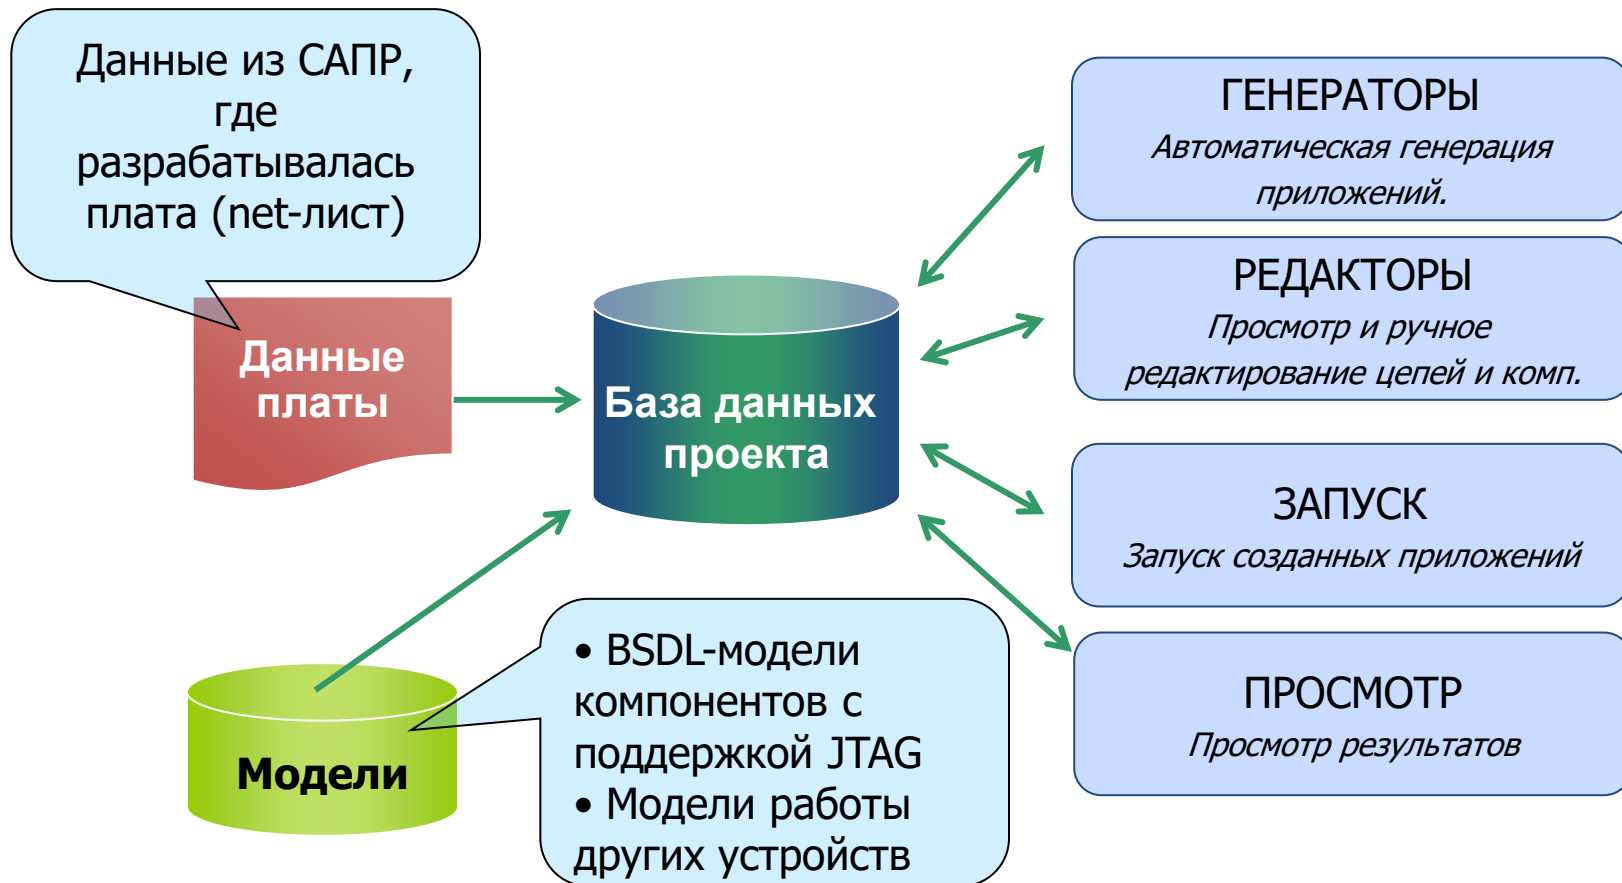 Данные из САПР,
где
разрабатывалась
плата (net-лист)
Данные
платы
База данных
проекта
Модели
• BSDL-модели
компонентов с
поддержкой JTAG
• Модели работы
других устройств
ГЕНЕРАТОРЫ
Автоматическая генерация
приложений.
РЕДАКТОРЫ
Просмотр и ручное
редактирование цепей и комп.
ЗАПУСК
Запуск созданных приложений
ПРОСМОТР
Просмотр результатов